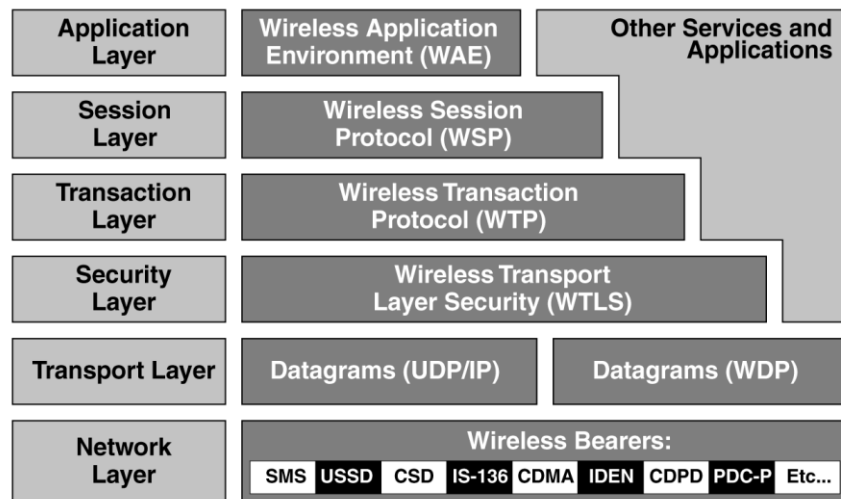 Application
Layer
Wireless Application
Environment (WAE)
Other Services and
Applications
Session
Layer
Wireless Session
Protocol (WSP)
Transaction
Layer
Wireless Transaction
Protocol (WTP)
Security
Layer
Wireless Transport
Layer Security (WTLS)
Transport Layer
Datagrams (UDP/IP)
Datagrams (WDP)
Network
Layer
Wireless Bearers:
SMS USSD CSD IS-136 CDMA IDEN CDPD PDC-P Etc...